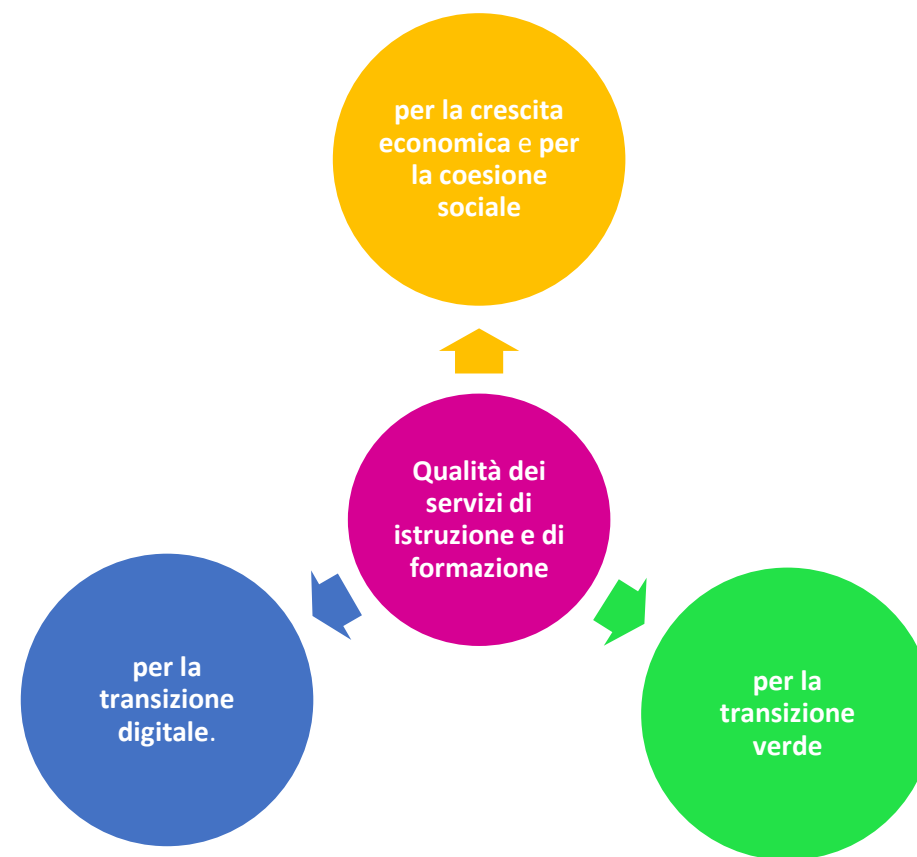 per la crescita
economica e per
la coesione
sociale
Qualità dei
servizi di
istruzione e di
formazione
per la
transizione
digitale.
per la
transizione
verde